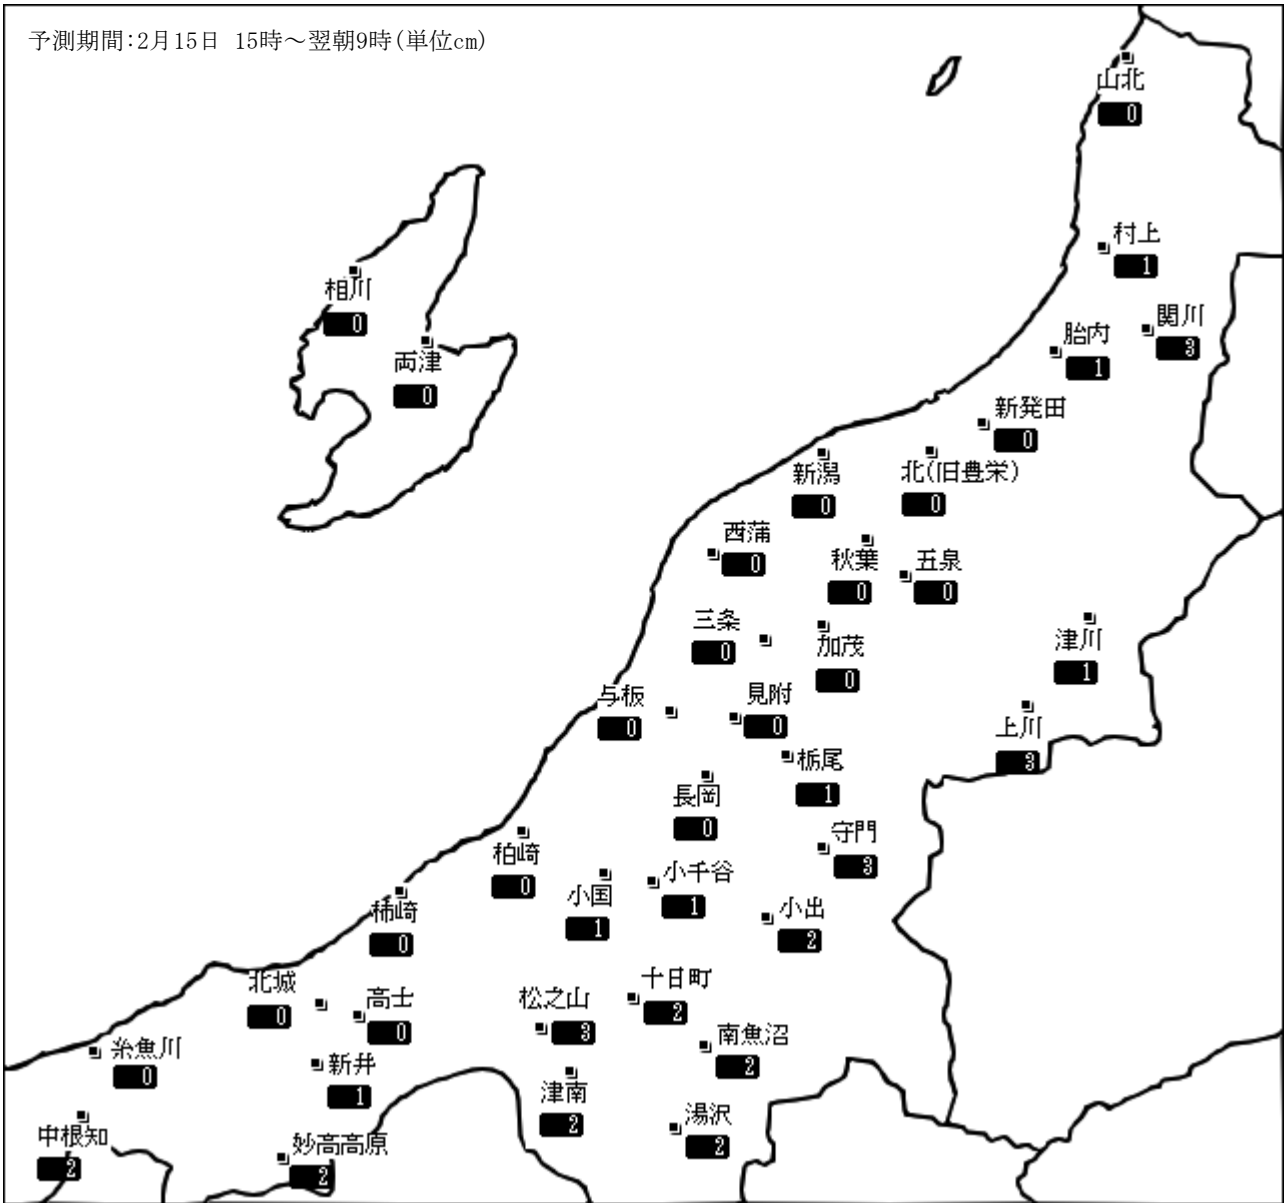 予測期間:2月15日 15時～翌朝9時(単位cm)
山北
0
村上
1
相川
0
関川
3
胎内
1
両津
0
新発田
0
新潟
0
北(旧豊栄)
0
西蒲
0
秋葉
0
五泉
0
三条
0
加茂
0
津川
1
与板
0
見附
0
上川
3
栃尾
1
長岡
0
守門
3
柏崎
0
小千谷
1
小国
1
小出
2
柿崎
0
北城
0
高士
0
松之山
3
十日町
2
南魚沼
2
糸魚川
0
新井
1
津南
2
湯沢
2
中根知
2
妙高高原
2